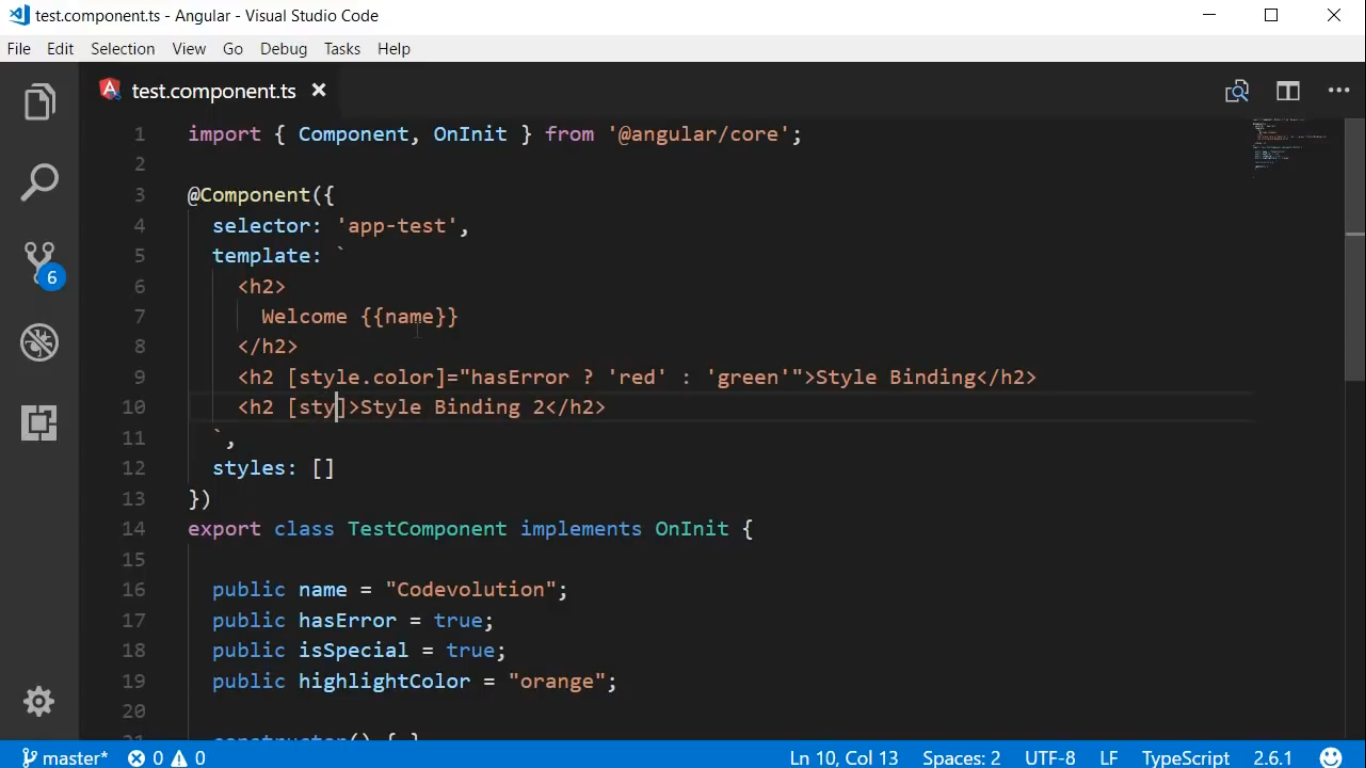 test.component.ts - Angular - Visual Studio Code
File Edit Selection View Go Debug Tasks Help
test.component.ts
1 import { Component, OnInit } from '@angular/core';
2
3 @Component({
4 selector: 'app-test',
5 template: `
6 <h2>
7 Welcome {{name}}
8 </h2>
9 <h2 [style.color]="hasError ? 'red' : 'green'">Style Binding</h2>
10 <h2 [sty]>Style Binding 2</h2>
11 `,
12 styles: []
13 })
14 export class TestComponent implements OnInit {
15
16 public name = "Codevolution";
17 public hasError = true;
18 public isSpecial = true;
19 public highlightColor = "orange";
20
21 constructor() { }
6
master* 0 0 Ln 10, Col 13 Spaces: 2 UTF-8 LF TypeScript 2.6.1